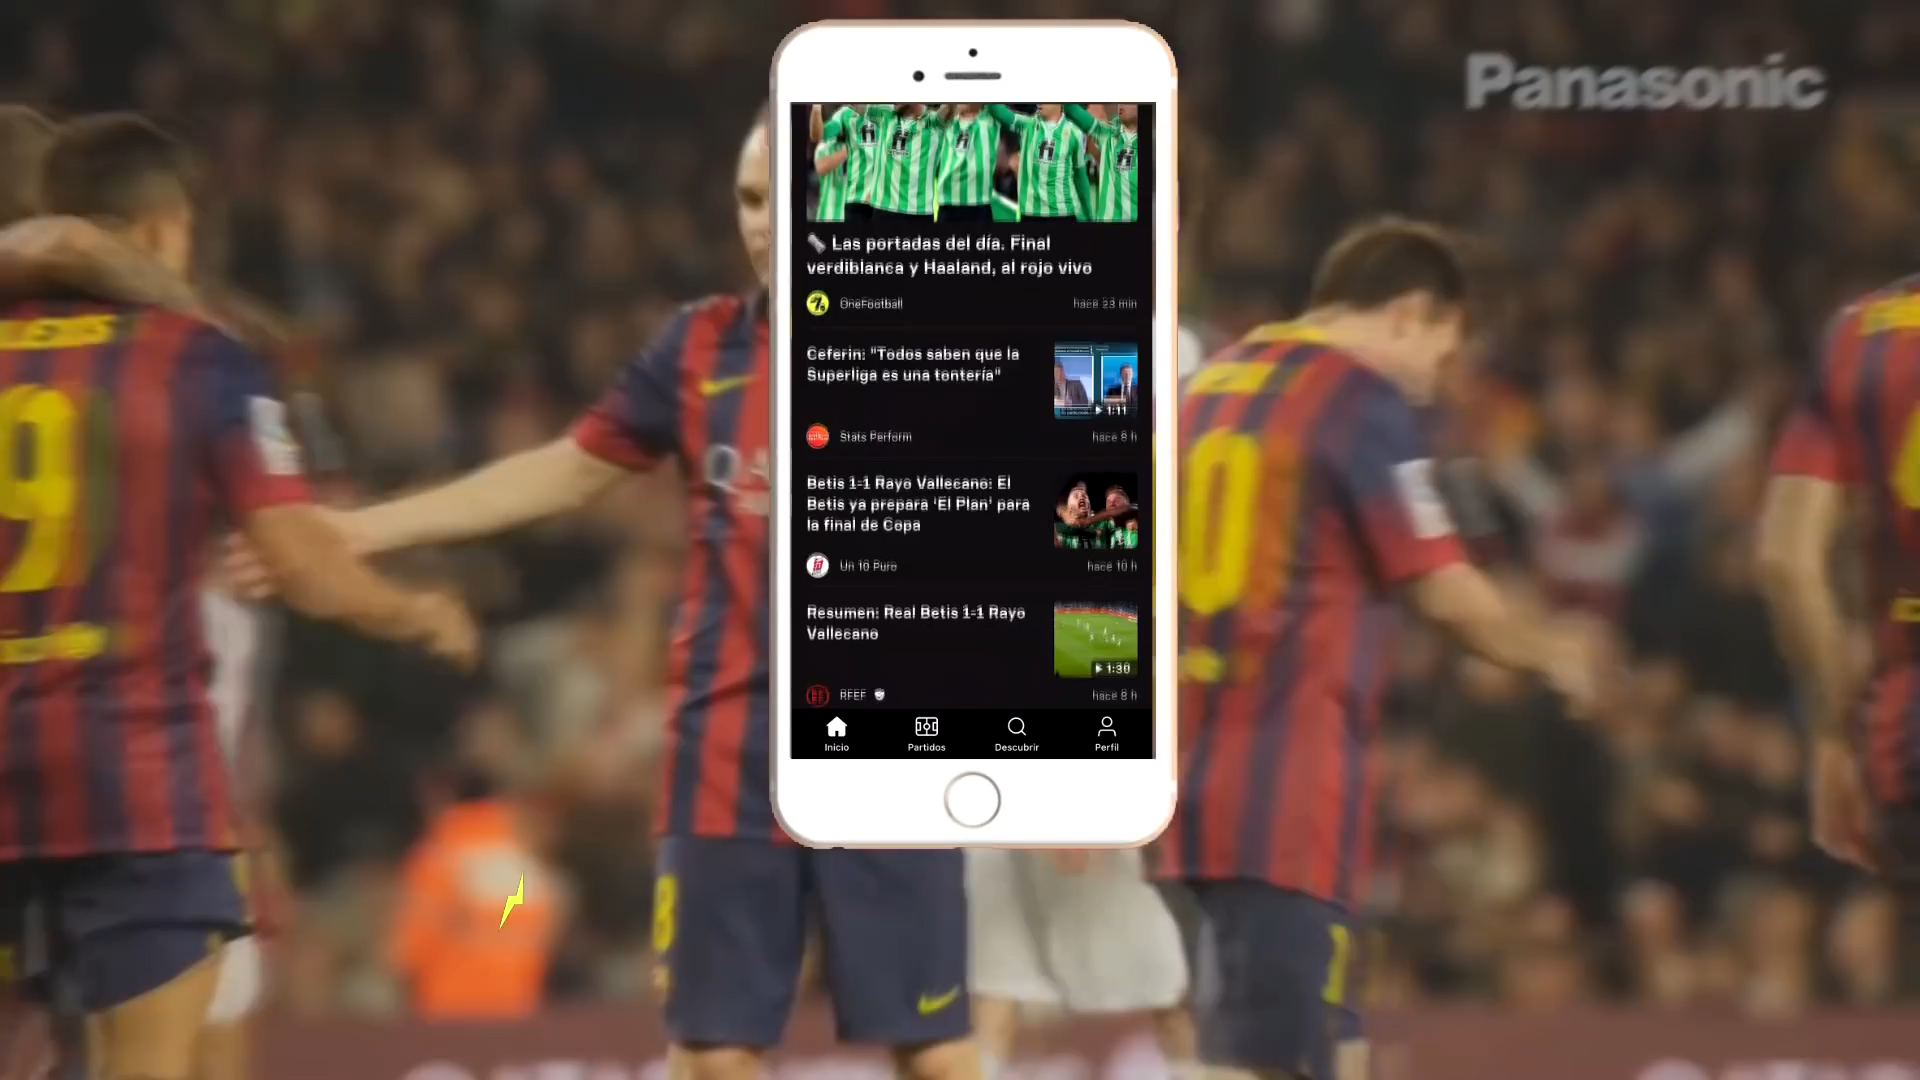 Panasonic
Las portadas del día. Final
verdiblanca y Haaland, al rojo vivo
OneFootball
hace 23 min
Ceferin: "Todos saben que la
Superliga es una tontería"
1:11
Stats Perform
hace 8 h
Betis 1-1 Rayo Vallecano: El
Betis ya prepara ‘El Plan’ para
la final de Copa
Un 10 Puro
hace 10 h
Resumen: Real Betis 1-1 Rayo
Vallecano
1:30
RFEF
hace 8 h
Inicio
Partidos
Descubrir
Perfil
9
8